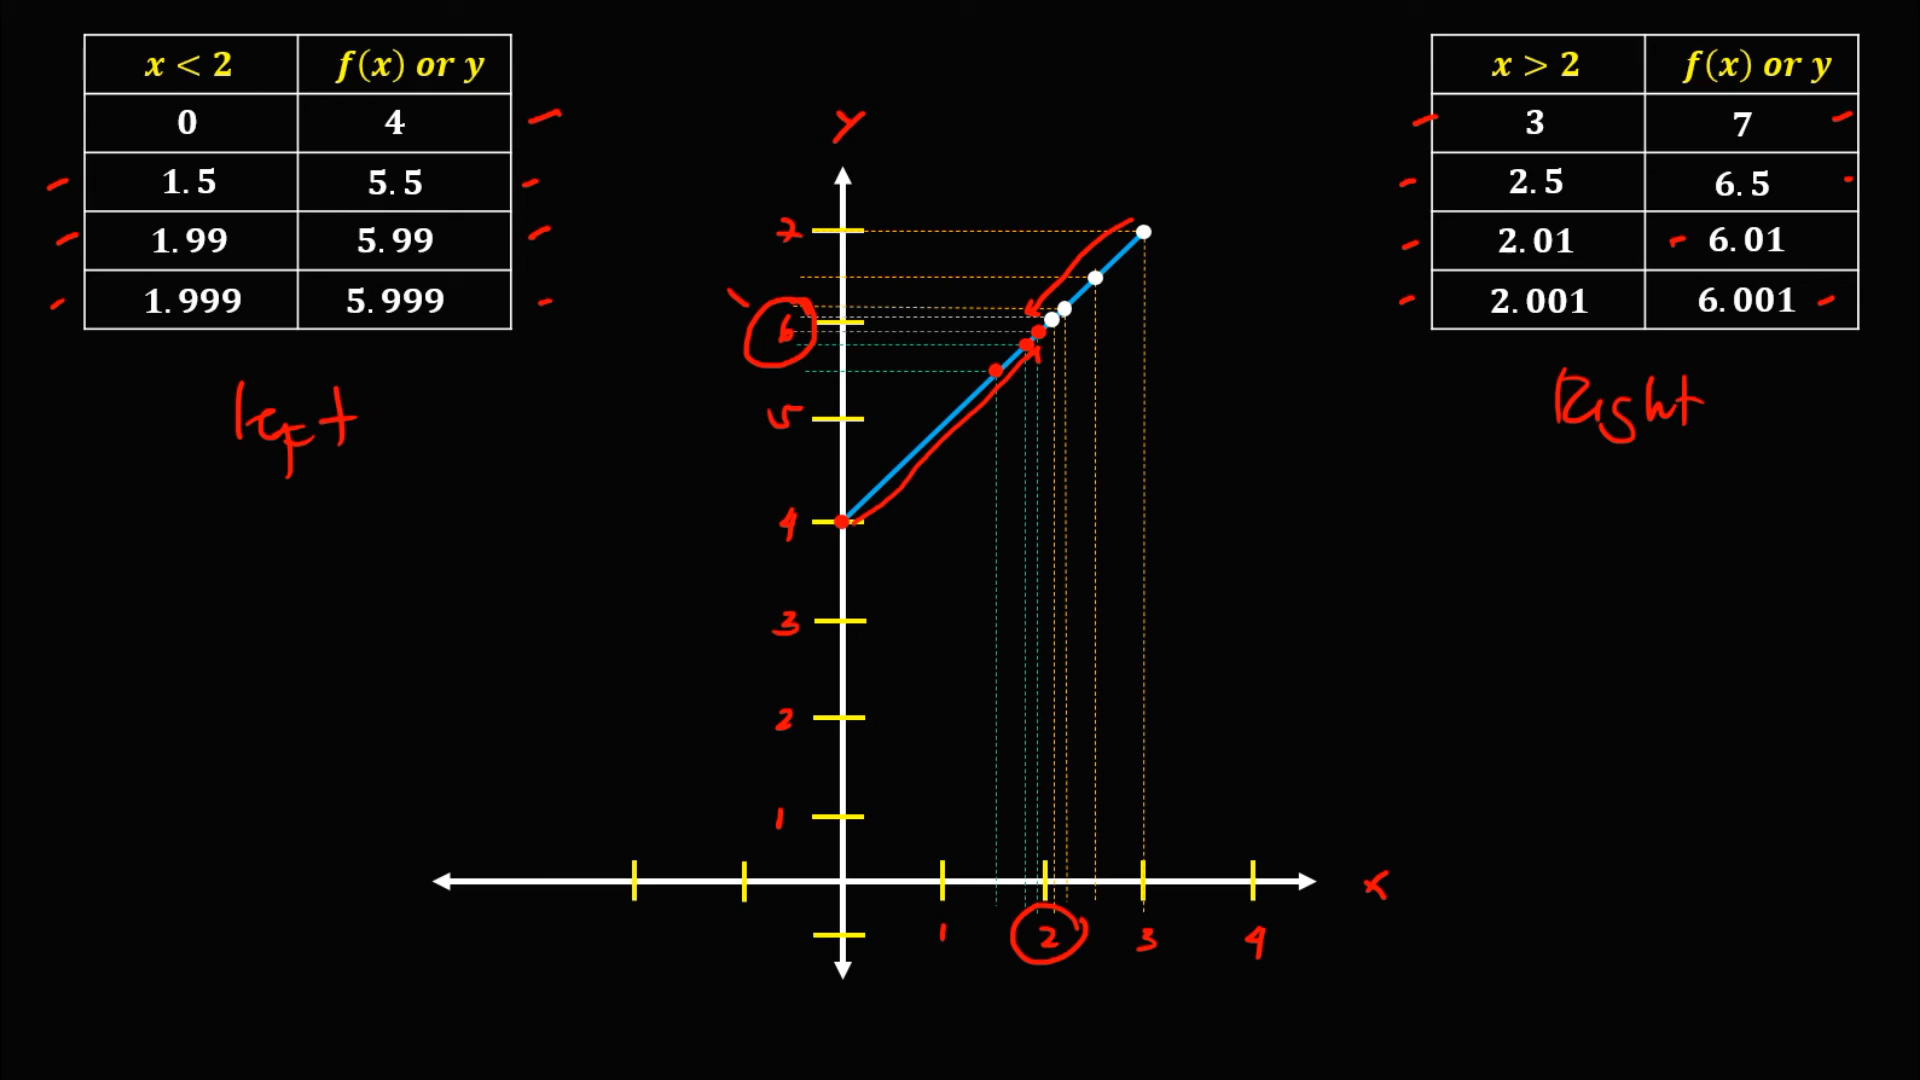 x < 2 f(x) or y
0 4
1.5 5.5
1.99 5.99
1.999 5.999
left
x > 2 f(x) or y
3 7
2.5 6.5
2.01 6.01
2.001 6.001
Right
y
7
6
5
4
3
2
1
x
1 2 3 4